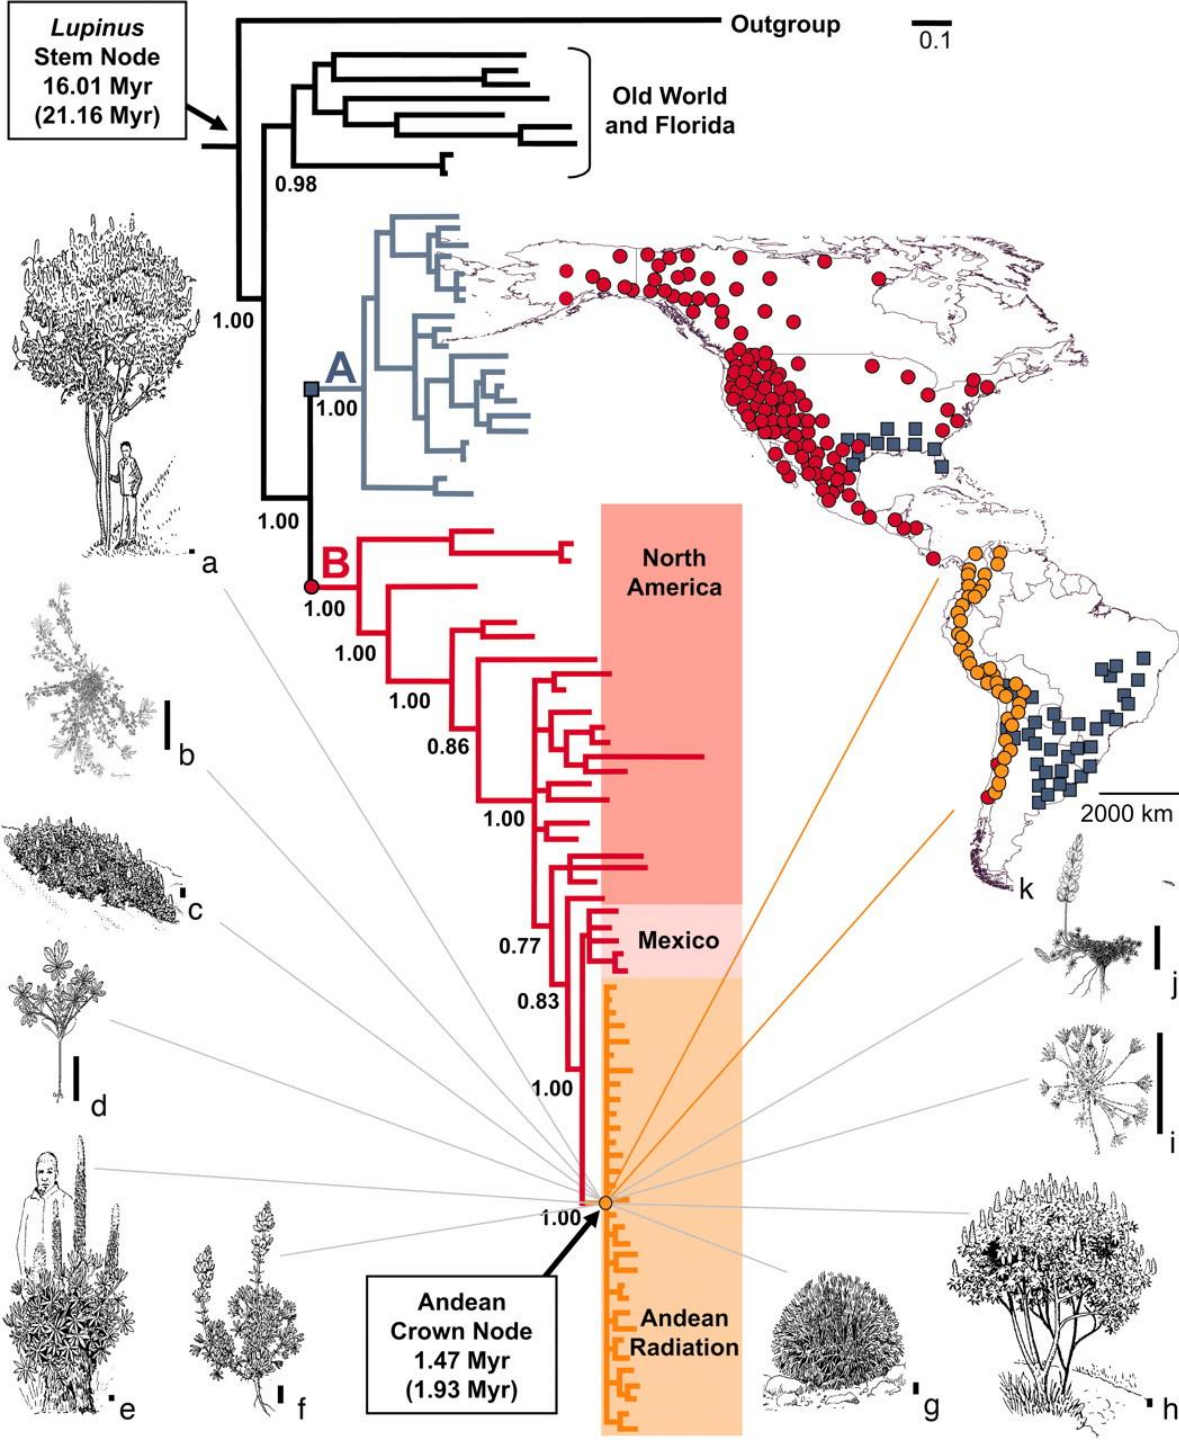 Lupinus
Stem Node
16.01 Myr
(21.16 Myr)
Outgroup
0.1
Old World
and Florida
0.98
1.00
A
1.00
1.00
B
1.00
North
America
a
1.00
1.00
b
0.86
2000 km
1.00
k
c
0.77
Mexico
j
0.83
1.00
d
i
1.00
Andean
Crown Node
1.47 Myr
(1.93 Myr)
Andean
Radiation
e
f
g
h